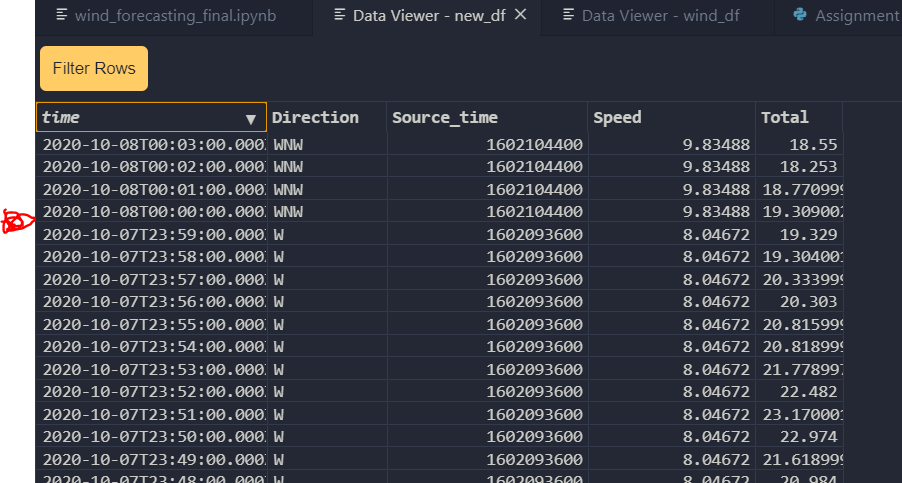 wind_forecasting_final.ipynb Data Viewer - new_df Data Viewer - wind_df Assignment
Filter Rows
time Direction Source_time Speed Total
2020-10-08T00:03:00.000 WNW 1602104400 9.83488 18.55
2020-10-08T00:02:00.000 WNW 1602104400 9.83488 18.253
2020-10-08T00:01:00.000 WNW 1602104400 9.83488 18.770999
2020-10-08T00:00:00.000 WNW 1602104400 9.83488 19.309002
2020-10-07T23:59:00.000 W 1602093600 8.04672 19.329
2020-10-07T23:58:00.000 W 1602093600 8.04672 19.304001
2020-10-07T23:57:00.000 W 1602093600 8.04672 20.333999
2020-10-07T23:56:00.000 W 1602093600 8.04672 20.303
2020-10-07T23:55:00.000 W 1602093600 8.04672 20.815999
2020-10-07T23:54:00.000 W 1602093600 8.04672 20.818999
2020-10-07T23:53:00.000 W 1602093600 8.04672 21.778997
2020-10-07T23:52:00.000 W 1602093600 8.04672 22.482
2020-10-07T23:51:00.000 W 1602093600 8.04672 23.170001
2020-10-07T23:50:00.000 W 1602093600 8.04672 22.974
2020-10-07T23:49:00.000 W 1602093600 8.04672 21.618999
2020-10-07T23:48:00.000 W 1602093600 8.04672 20.984